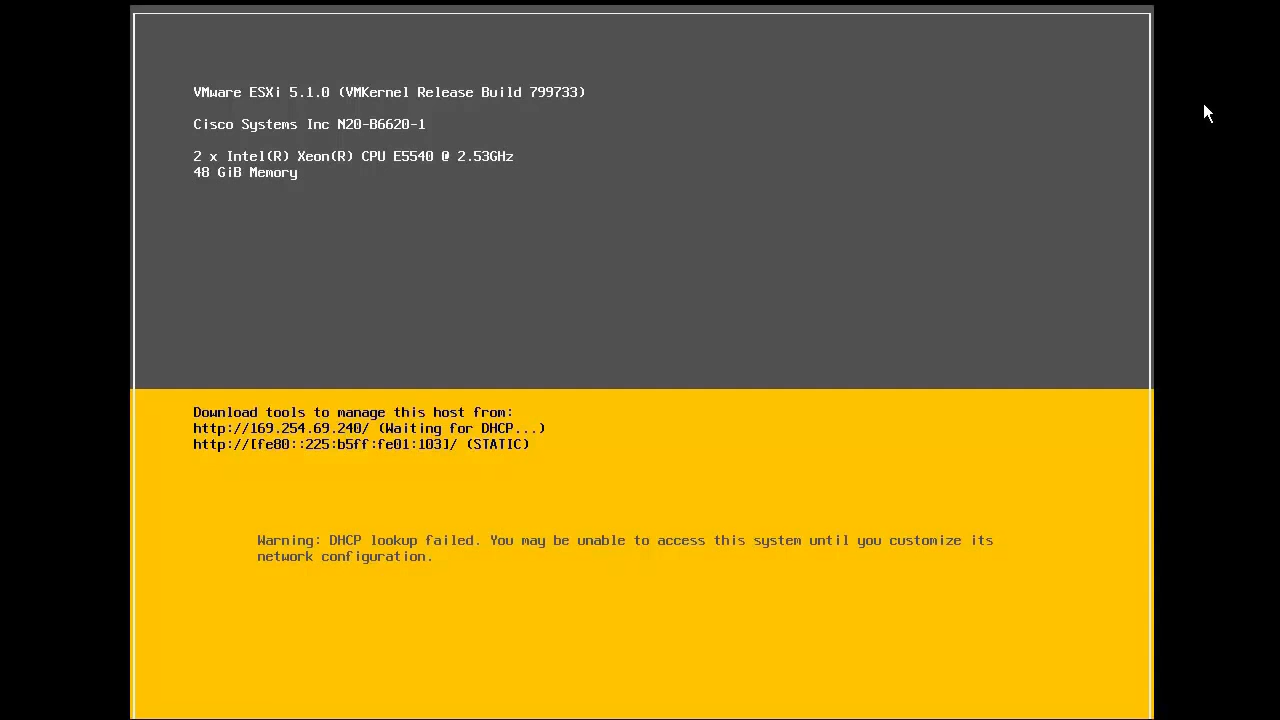 VMware ESXi 5.1.0 (VMKernel Release Build 799733)
Cisco Systems Inc N20-B6620-1
2 x Intel(R) Xeon(R) CPU E5540 @ 2.53GHz
48 GiB Memory
Download tools to manage this host from:
http://169.254.69.240/ (Waiting for DHCP...)
http://[fe80::225:b5ff:fe01:103]/ (STATIC)
Warning: DHCP lookup failed. You may be unable to access this system until you customize its
network configuration.